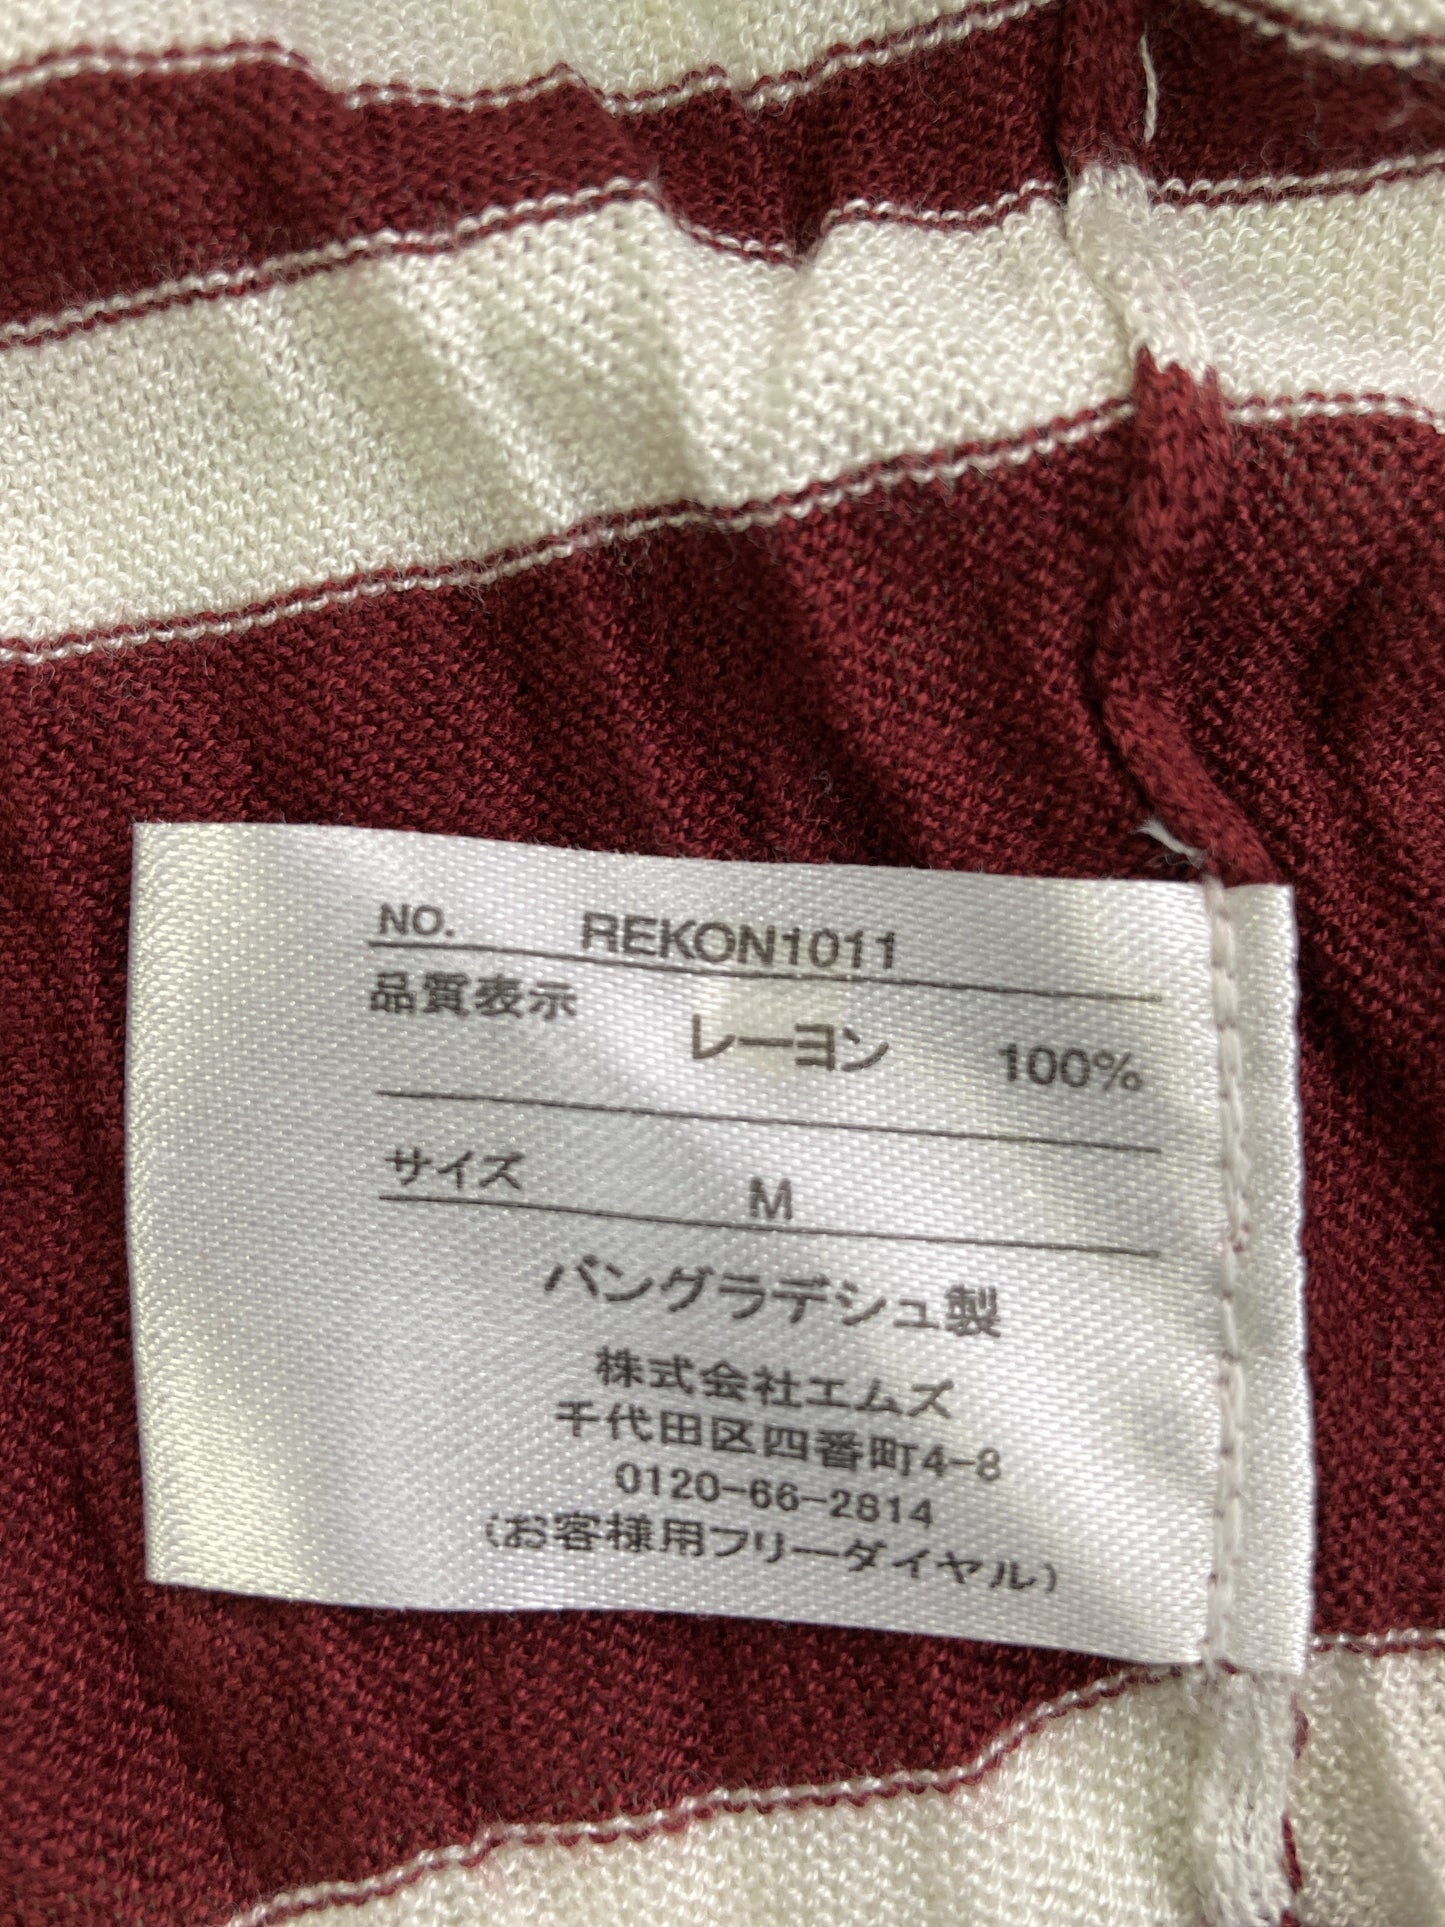 NO. REKON1011
品質表示
レーヨン 100%
サイズ M
バングラデシュ製
株式会社エムズ
千代田区四番町4-8
0120-66-2814
(お客様用フリーダイヤル)